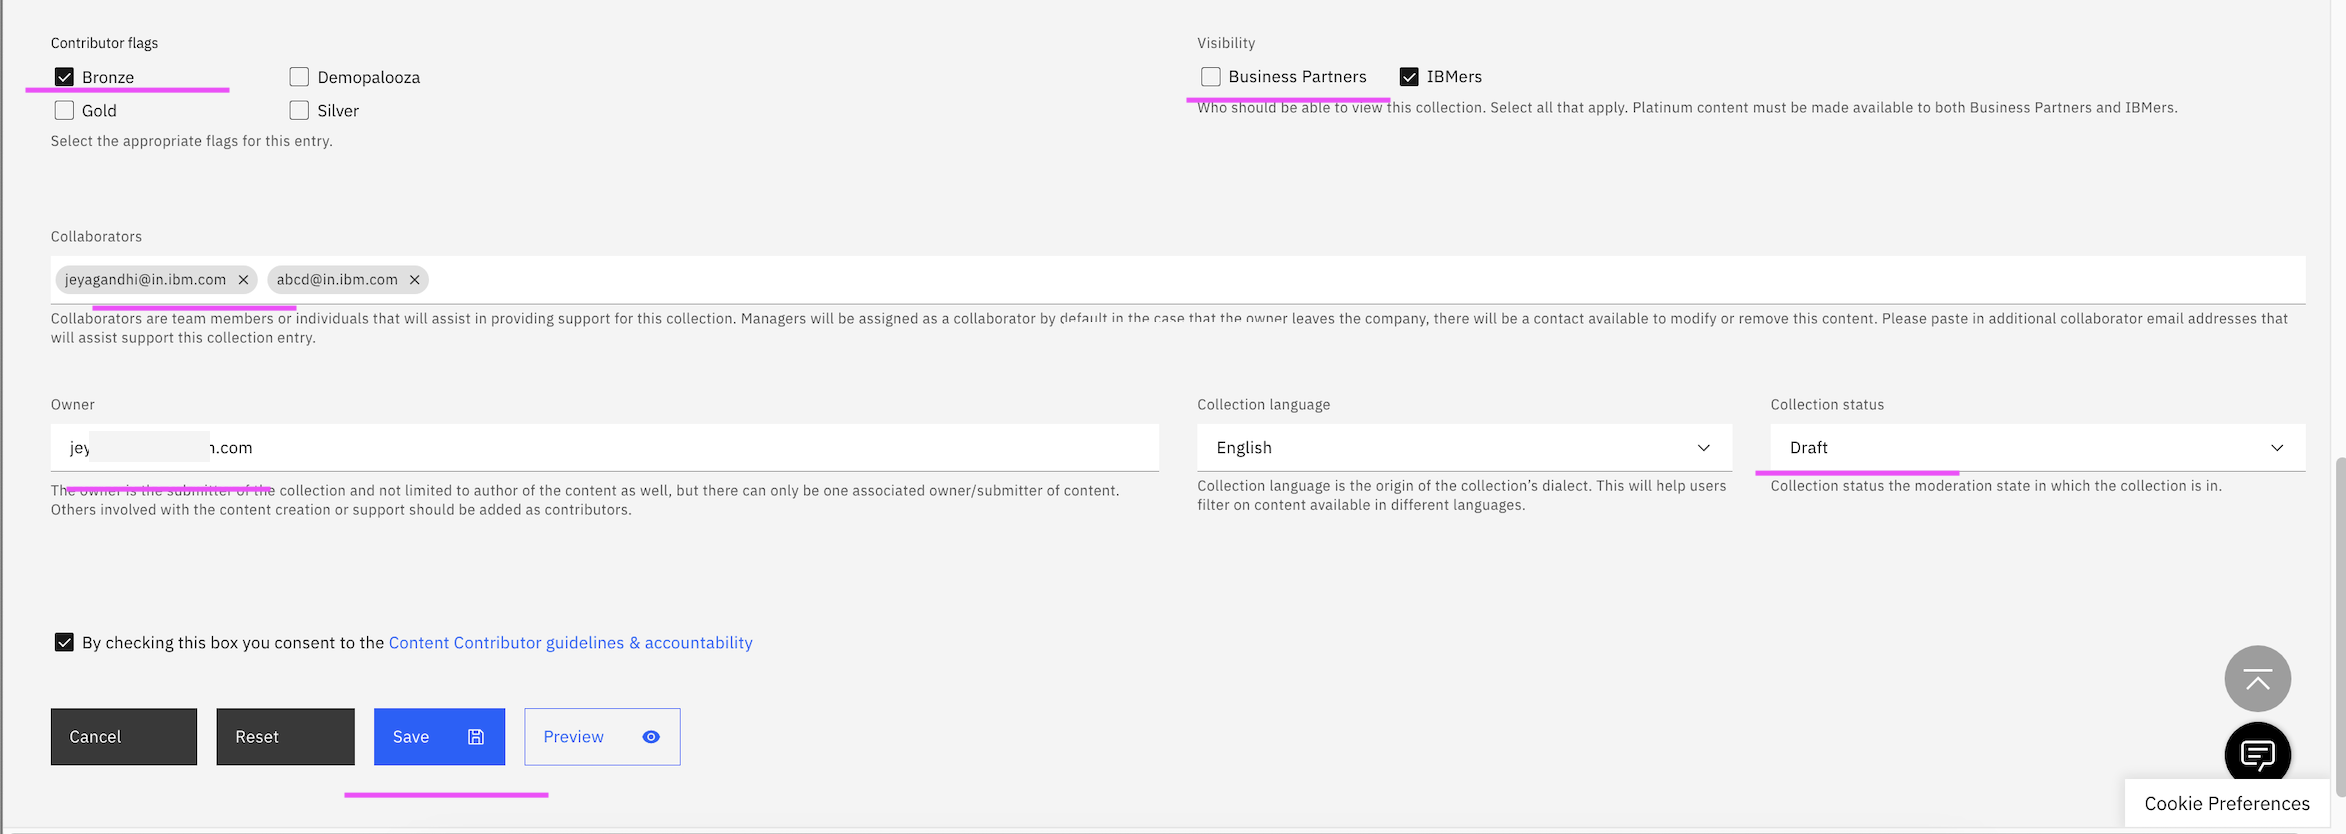 Contributor flags
Bronze
Demopalooza
Gold
Silver
Select the appropriate flags for this entry.
Visibility
Business Partners
IBMers
Who should be able to view this collection. Select all that apply. Platinum content must be made available to both Business Partners and IBMers.
Collaborators
jeyagandhi@in.ibm.com
abcd@in.ibm.com
Collaborators are team members or individuals that will assist in providing support for this collection. Managers will be assigned as a collaborator by default in the case that the owner leaves the company, there will be a contact available to modify or remove this content. Please paste in additional collaborator email addresses that
will assist support this collection entry.
Owner
jey .com
The owner is the submitter of the collection and not limited to author of the content as well, but there can only be one associated owner/submitter of content.
Others involved with the content creation or support should be added as contributors.
Collection language
English
Collection language is the origin of the collection’s dialect. This will help users
filter on content available in different languages.
Collection status
Draft
Collection status the moderation state in which the collection is in.
By checking this box you consent to the Content Contributor guidelines & accountability
Cancel
Reset
Save
Preview
Cookie Preferences